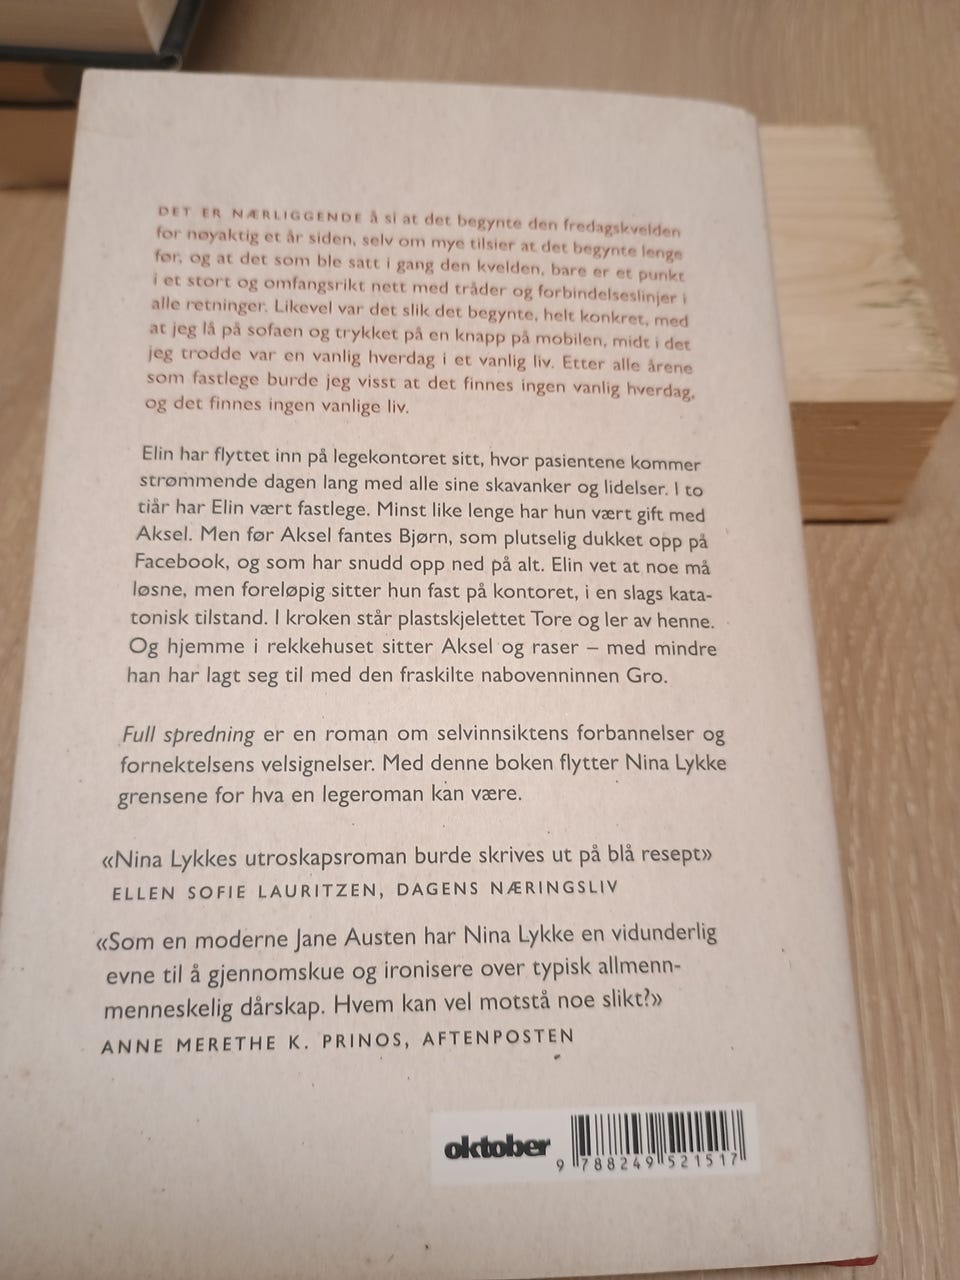 DET ER NÆRLIGGENDE å si at det begynte den fredagskvelden
for nøyaktig et år siden, selv om mye tilsier at det begynte lenge
før, og at det som ble satt i gang den kvelden, bare er et punkt
i et stort og omfangsrikt nett med tråder og forbindelseslinjer i
alle retninger. Likevel var det slik det begynte, helt konkret, med
at jeg lå på sofaen og trykket på en knapp på mobilen, midt i det
jeg trodde var en vanlig hverdag i et vanlig liv. Etter alle årene
som fastlege burde jeg visst at det finnes ingen vanlig hverdag,
og det finnes ingen vanlige liv.
Elin har flyttet inn på legekontoret sitt, hvor pasientene kommer
strømmende dagen lang med alle sine skavanker og lidelser. I to
tiår har Elin vært fastlege. Minst like lenge har hun vært gift med
Aksel. Men før Aksel fantes Bjørn, som plutselig dukket opp på
Facebook, og som har snudd opp ned på alt. Elin vet at noe må
løsne, men foreløpig sitter hun fast på kontoret, i en slags kata-
tonisk tilstand. I kroken står plastskjelettet Tore og ler av henne.
Og hjemme i rekkehuset sitter Aksel og raser – med mindre
han har lagt seg til med den fraskilte nabovenninnen Gro.
Full spredning er en roman om selvinnsiktens forbannelser og
fornektelsens velsignelser. Med denne boken flytter Nina Lykke
grensene for hva en legeroman kan være.
«Nina Lykkes utroskapsroman burde skrives ut på blå resept»
ELLEN SOFIE LAURITZEN, DAGENS NÆRINGSLIV
«Som en moderne Jane Austen har Nina Lykke en vidunderlig
evne til å gjennomskue og ironisere over typisk allmenn-
menneskelig dårskap. Hvem kan vel motstå noe slikt?»
ANNE MERETHE K. PRINOS, AFTENPOSTEN
oktober
9 788249 521517